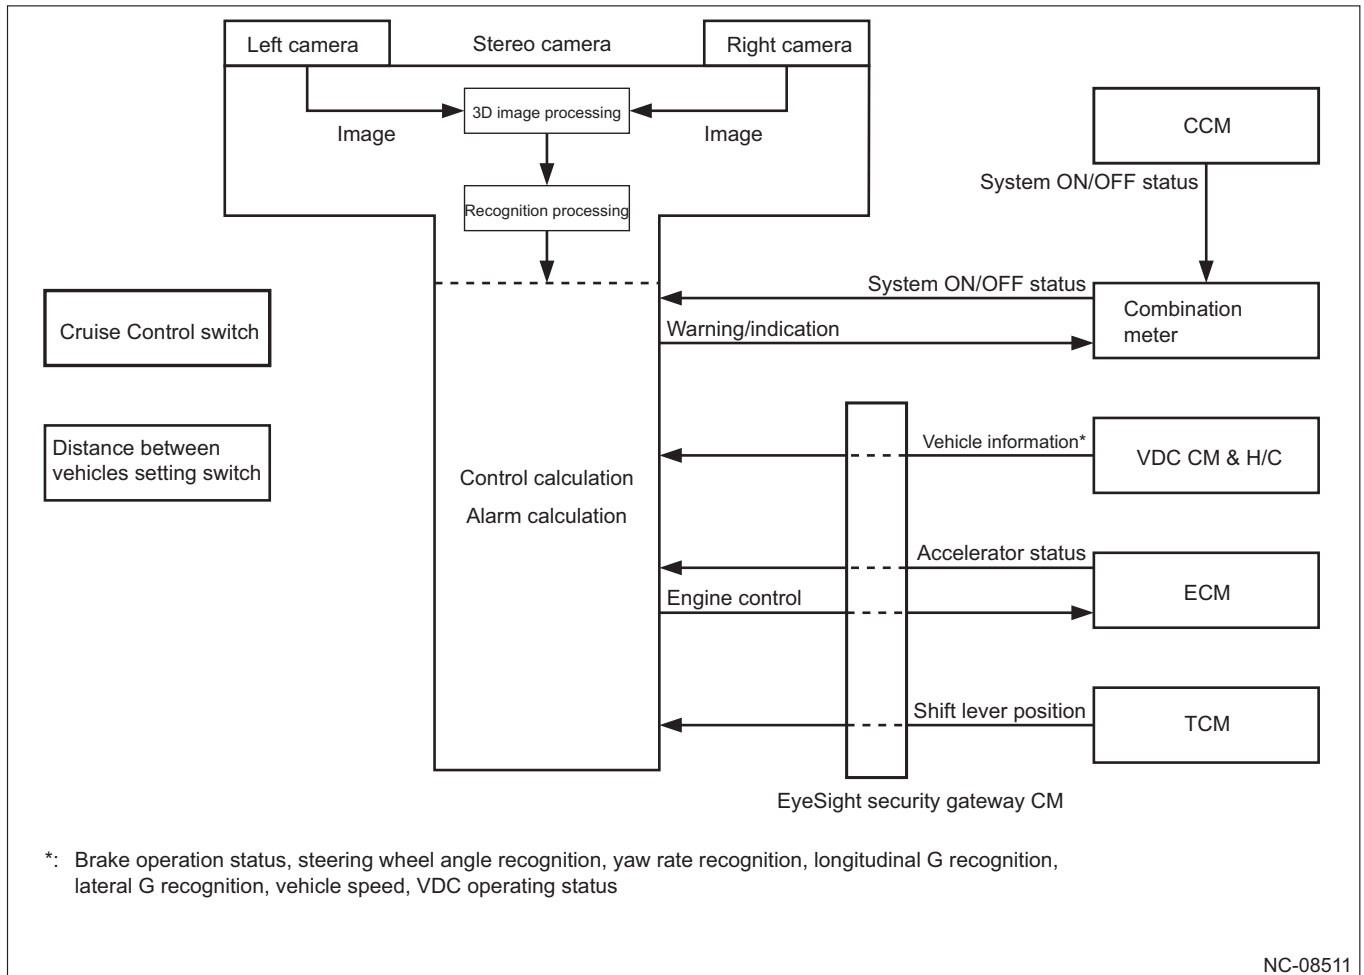 Left camera
Stereo camera
Right camera
3D image processing
Image
Image
Recognition processing
CCM
System ON/OFF status
System ON/OFF status
Warning/indication
Combination
meter
Cruise Control switch
Distance between
vehicles setting switch
Control calculation
Alarm calculation
Vehicle information*
VDC CM & H/C
Accelerator status
Engine control
ECM
Shift lever position
TCM
EyeSight security gateway CM
*: Brake operation status, steering wheel angle recognition, yaw rate recognition, longitudinal G recognition,
lateral G recognition, vehicle speed, VDC operating status
NC-08511